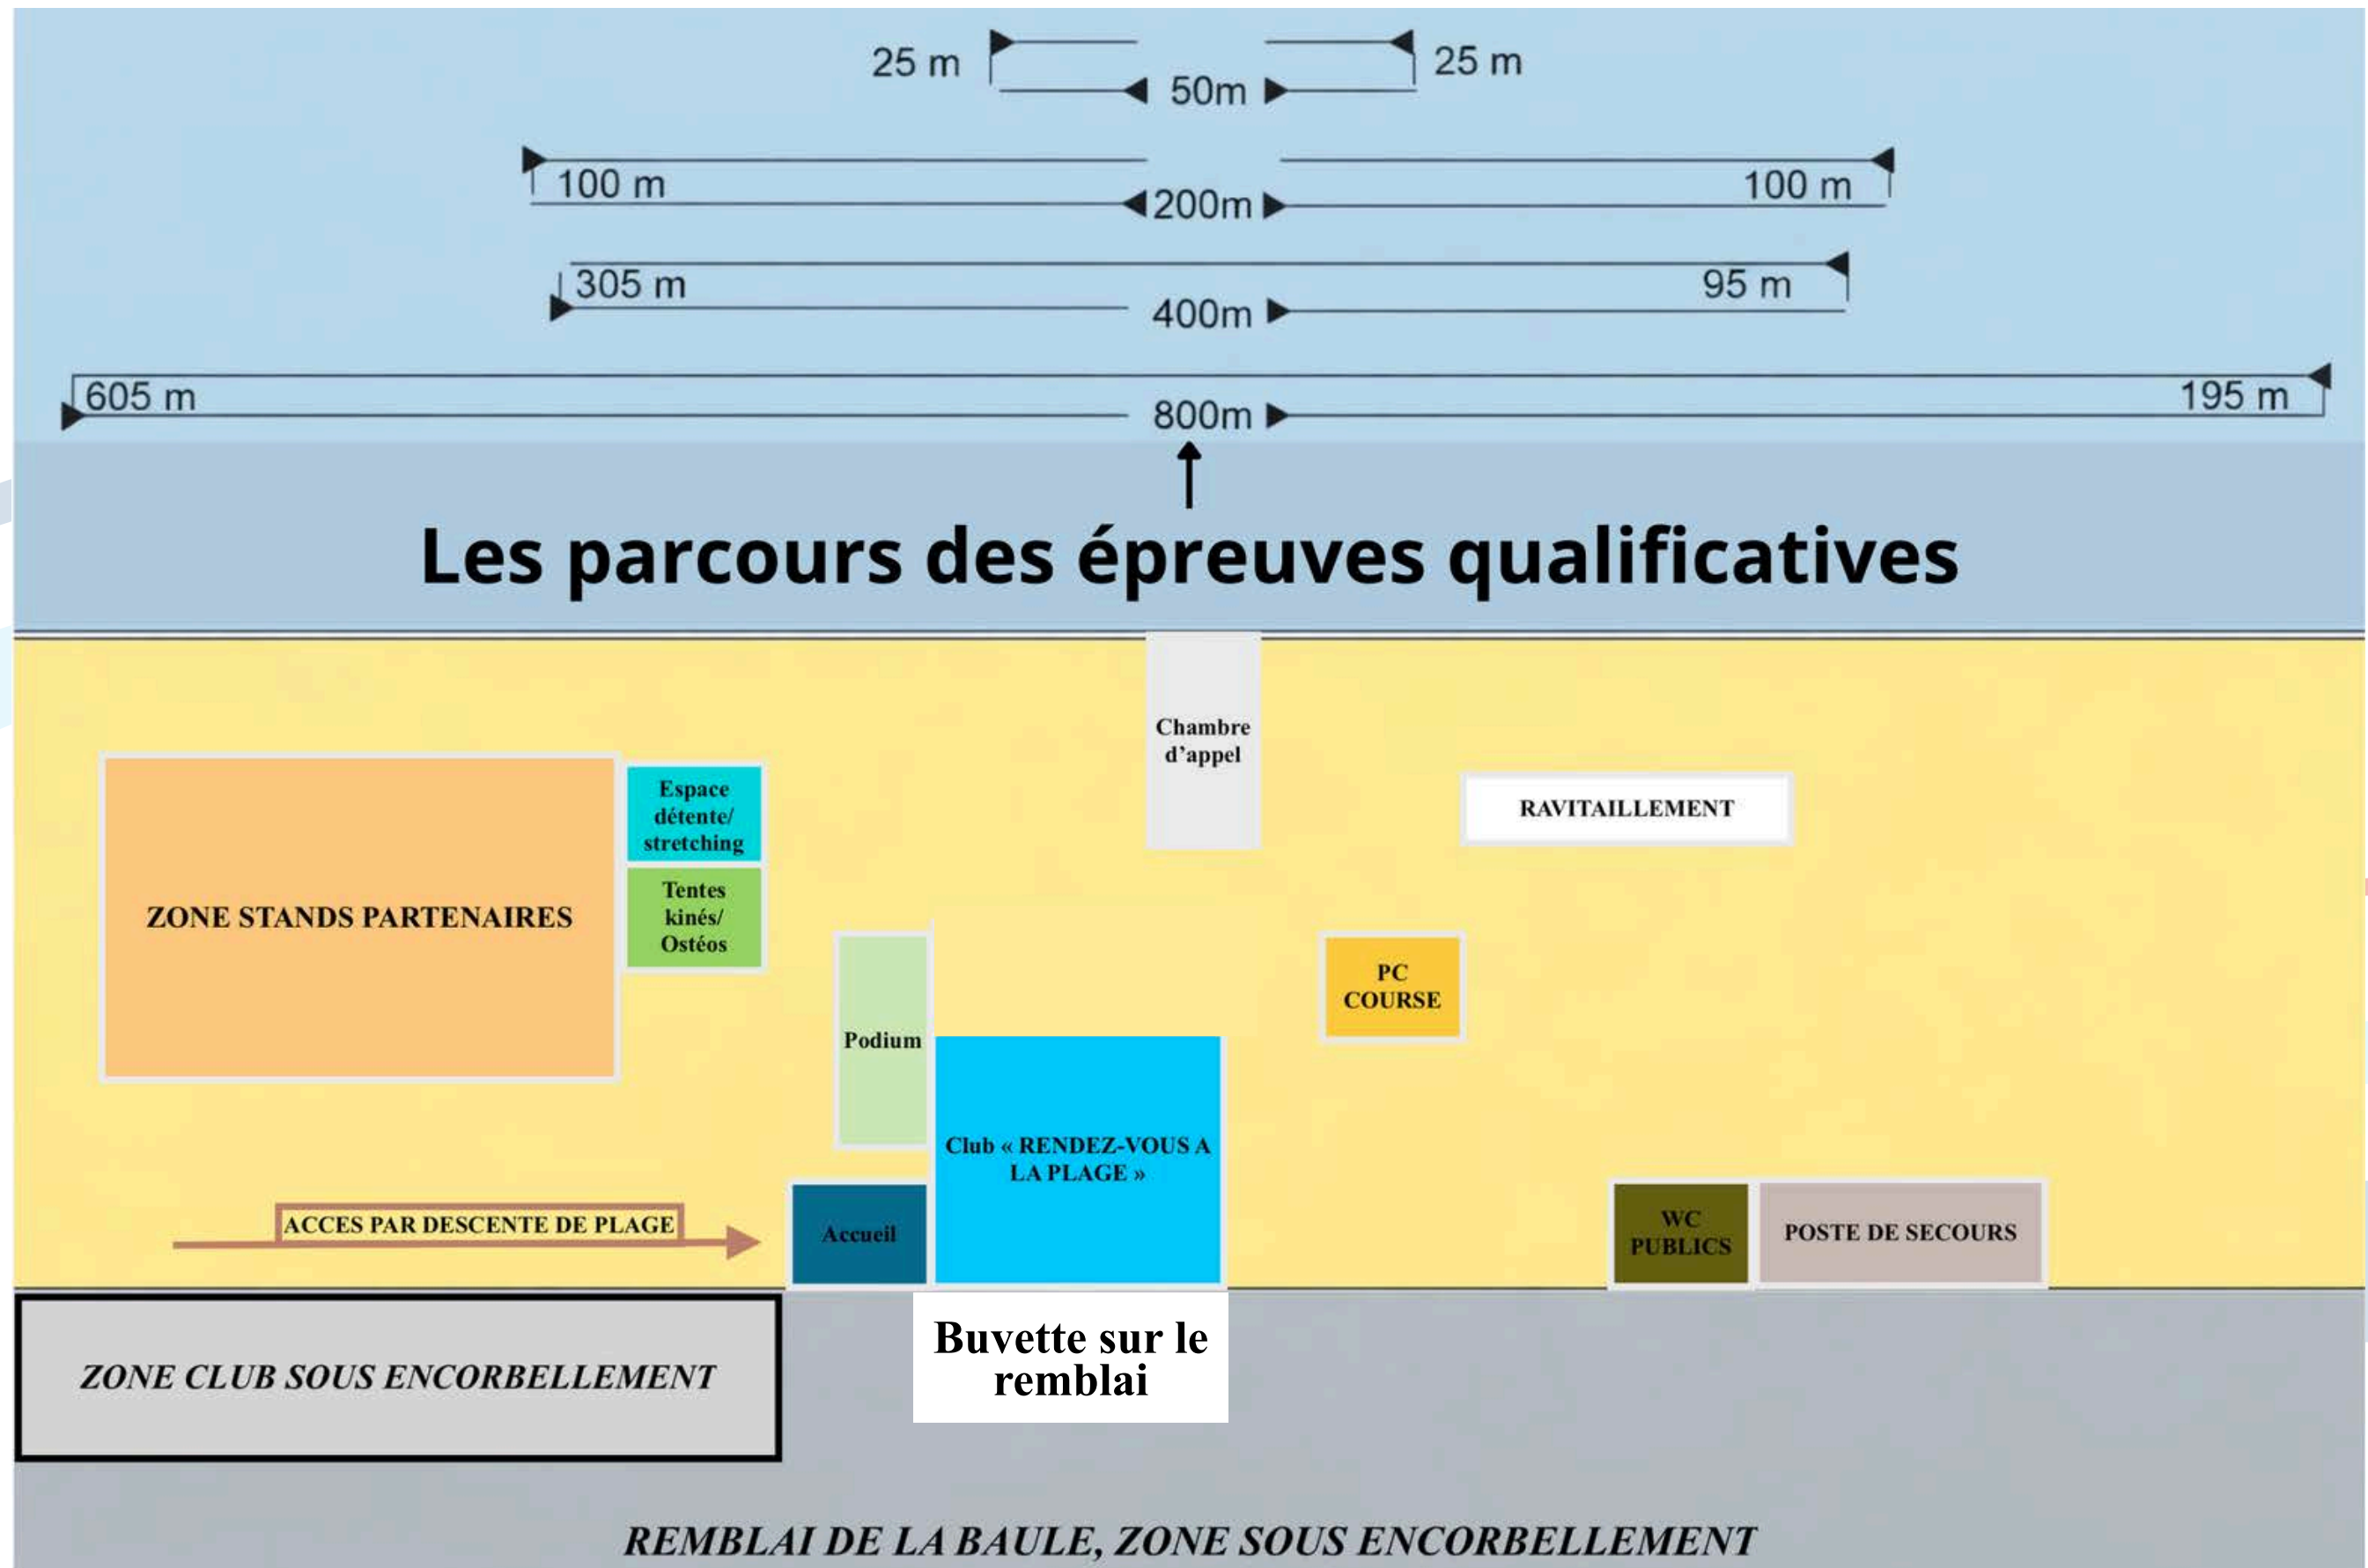 25 m
25 m
50m
100 m
100 m
200m
305 m
95 m
400m
605 m
195 m
800m
Les parcours des épreuves qualificatives
Chambre
d'appel
Espace
détente/
stretching
RAVITAILLEMENT
ZONE STANDS PARTENAIRES
Tentes
kinés/
Ostéos
PC
COURSE
Podium
Club « RENDEZ-VOUS A
LA PLAGE »
ACCES PAR DESCENTE DE PLAGE
Accueil
WC
PUBLICS
POSTE DE SECOURS
Buvette sur le
remblai
ZONE CLUB SOUS ENCORBELLEMENT
REMBLAI DE LA BAULE, ZONE SOUS ENCORBELLEMENT